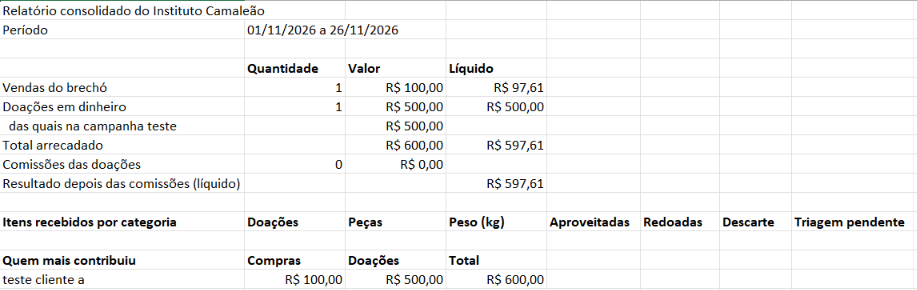 Relatório consolidado do Instituto Camaleão
Período 01/11/2026 a 26/11/2026
Quantidade Valor Líquido
Vendas do brechó 1 R$ 100,00 R$ 97,61
Doações em dinheiro 1 R$ 500,00 R$ 500,00
das quais na campanha teste R$ 500,00
Total arrecadado R$ 600,00 R$ 597,61
Comissões das doações 0 R$ 0,00
Resultado depois das comissões (líquido) R$ 597,61
Itens recebidos por categoria Doações Peças Peso (kg) Aproveitadas Redoadas Descarte Triagem pendente
Quem mais contribuiu Compras Doações Total
teste cliente a R$ 100,00 R$ 500,00 R$ 600,00